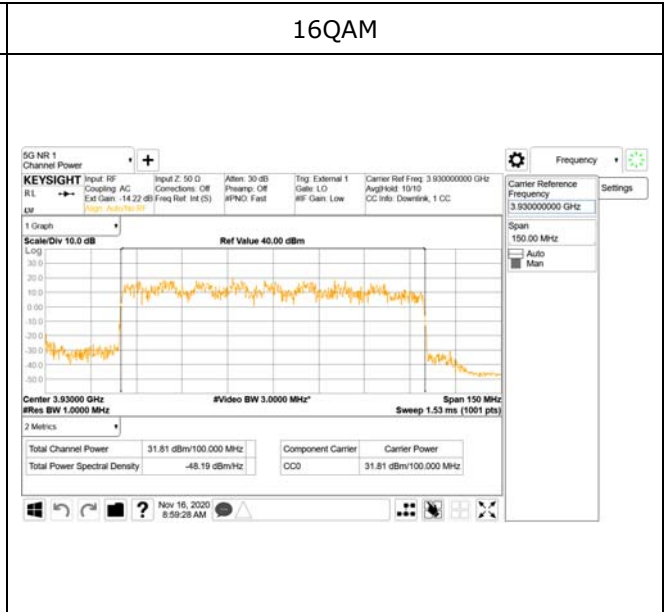 16QAM
5G NR 1
Channel Power
+
Frequency
KEYSIGHT
Input: RF
Input Z: 50 Ω
Atten: 30 dB
Trig: External 1
Carrier Ref Freq: 3.930000000 GHz
RL
Coupling: AC
Corrections: Off
Preamp: Off
Gate: LO
Avg|Hold: 10/10
Ext Gain: -14.22 dB
Freq Ref: Int (S)
#PNO: Fast
#IF Gain: Low
CC Info: Downlink, 1 CC
Align: Auto/No RF
Carrier Reference
Frequency
3.930000000 GHz
Settings
Span
150.00 MHz
Auto
Man
1 Graph
Scale/Div 10.0 dB
Ref Value 40.00 dBm
Log
30.0
20.0
10.0
0.00
-10.0
-20.0
-30.0
-40.0
-50.0
Center 3.93000 GHz
#Video BW 3.0000 MHz*
Span 150 MHz
#Res BW 1.0000 MHz
Sweep 1.53 ms (1001 pts)
2 Metrics
Total Channel Power
31.81 dBm/100.000 MHz
Total Power Spectral Density
-48.19 dBm/Hz
Component Carrier
Carrier Power
CC0
31.81 dBm/100.000 MHz
?
Nov 16, 2020
8:59:28 AM